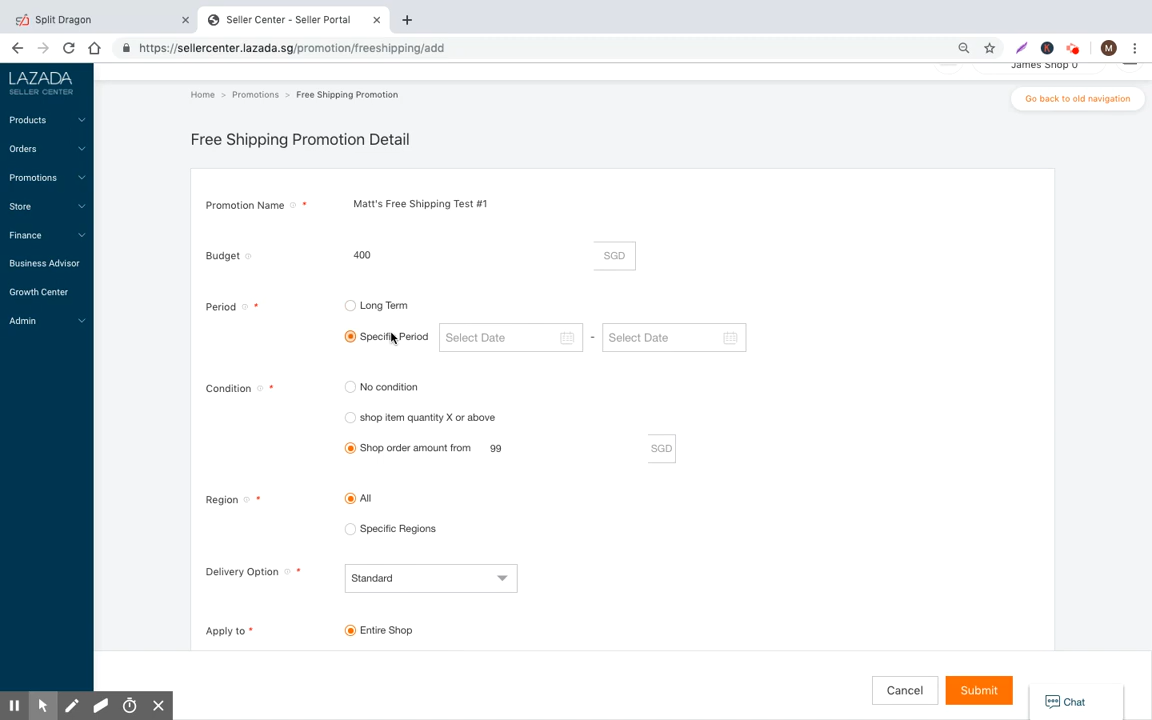 Split Dragon
Seller Center - Seller Portal
https://sellercenter.lazada.sg/promotion/freeshipping/add
M
LAZADA
SELLER CENTER
Products
Orders
Promotions
Store
Finance
Business Advisor
Growth Center
Admin
James Shop 0
Home > Promotions > Free Shipping Promotion
Go back to old navigation
Free Shipping Promotion Detail
Promotion Name * Matt's Free Shipping Test #1
Budget 400 SGD
Period * Long Term
Specific Period Select Date - Select Date
Condition * No condition
shop item quantity X or above
Shop order amount from 99 SGD
Region * All
Specific Regions
Delivery Option * Standard
Apply to * Entire Shop
Cancel Submit
Chat